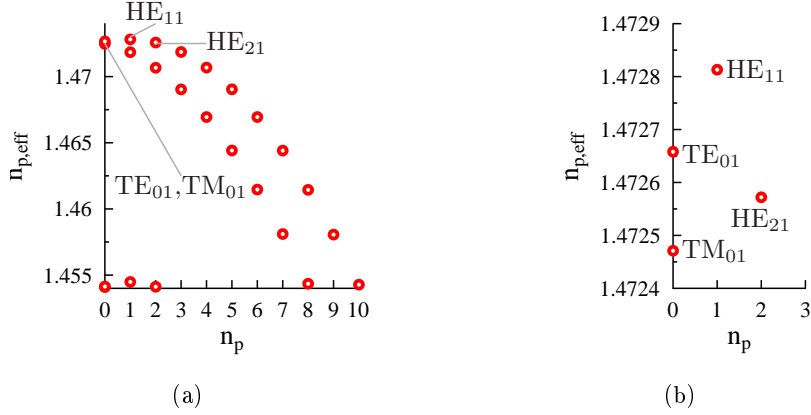 HE₁₁
HE₂₁
TE₀₁,TM₀₁
1.47
1.465
1.46
1.455
n_p,eff
0 1 2 3 4 5 6 7 8 9 10
n_p
(a)
1.4729
1.4728
1.4727
1.4726
1.4725
1.4724
n_p,eff
HE₁₁
TE₀₁
HE₂₁
TM₀₁
0 1 2 3
n_p
(b)